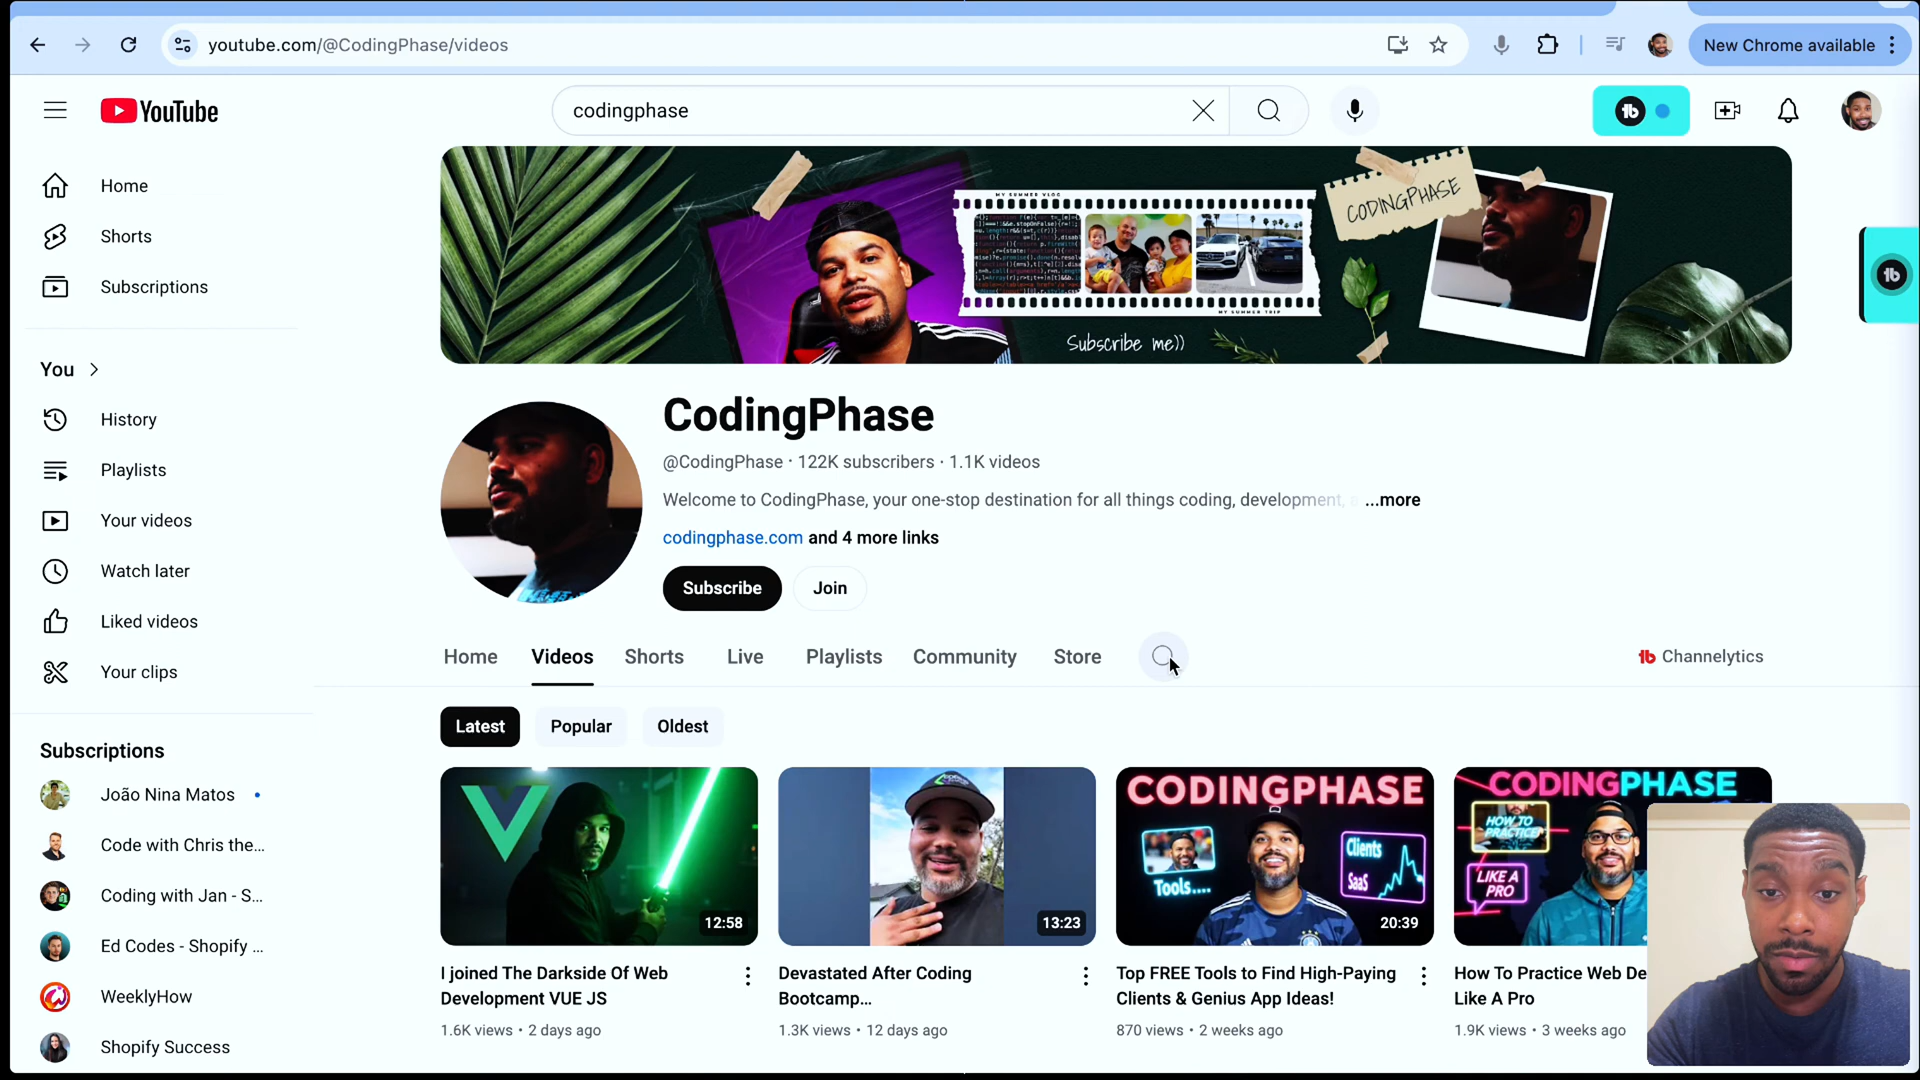 youtube.com/@CodingPhase/videos
New Chrome available
YouTube
codingphase
Home
Shorts
Subscriptions
You
History
Playlists
Your videos
Watch later
Liked videos
Your clips
Subscriptions
João Nina Matos
Code with Chris the...
Coding with Jan - S...
Ed Codes - Shopify ...
WeeklyHow
Shopify Success
MY SUMMER VLOG
CODINGPHASE
MY SUMMER TRIP
Subscribe me))
CodingPhase
@CodingPhase · 122K subscribers · 1.1K videos
Welcome to CodingPhase, your one-stop destination for all things coding, development, ...more
codingphase.com and 4 more links
Subscribe
Join
Home
Videos
Shorts
Live
Playlists
Community
Store
Channelytics
Latest
Popular
Oldest
12:58
I joined The Darkside Of Web
Development VUE JS
1.6K views • 2 days ago
13:23
Devastated After Coding
Bootcamp...
1.3K views • 12 days ago
CODINGPHASE
Tools....
Clients
SaaS
20:39
Top FREE Tools to Find High-Paying
Clients & Genius App Ideas!
870 views • 2 weeks ago
CODINGPHASE
HOW TO
PRACTICE
LIKE A
PRO
How To Practice Web De
Like A Pro
1.9K views • 3 weeks ago